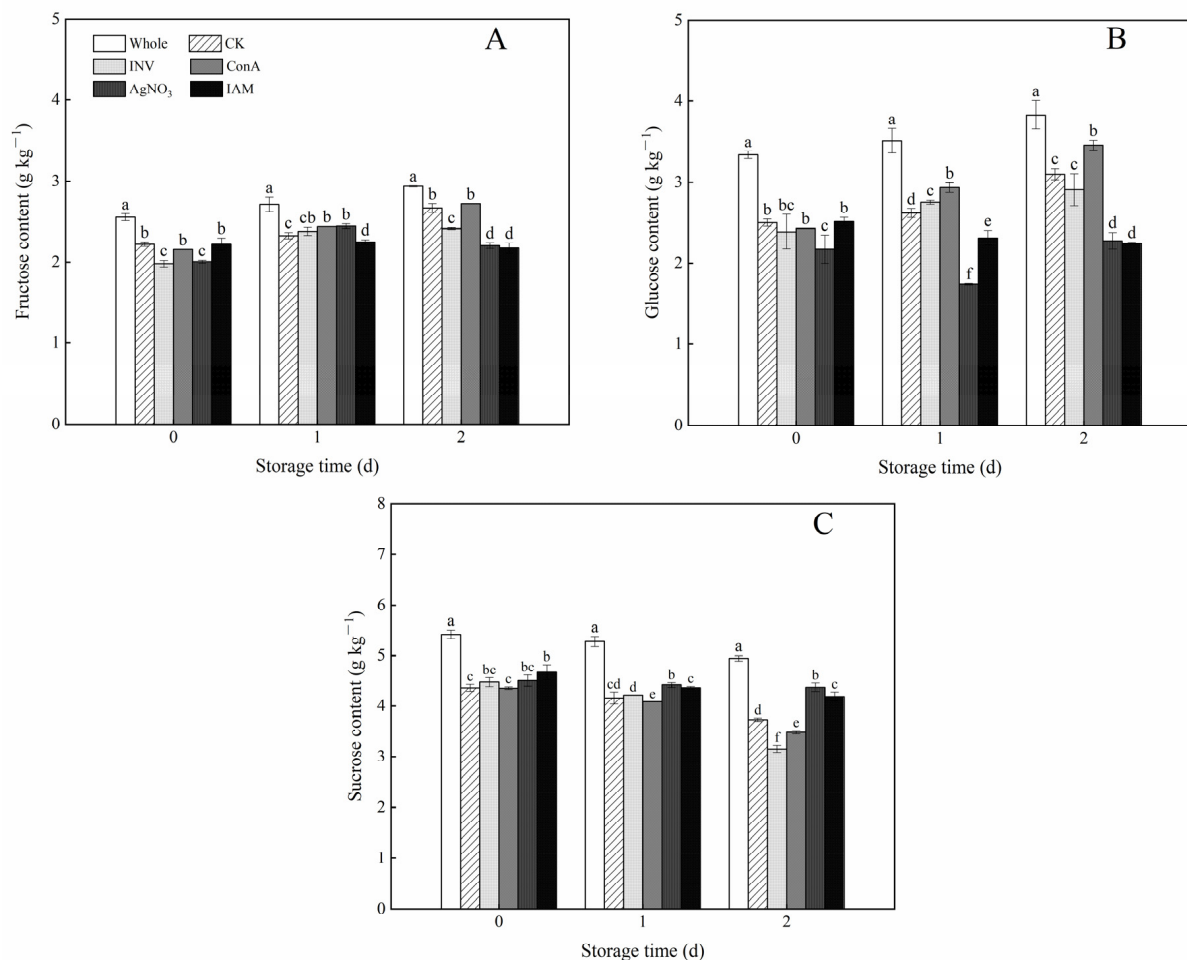 A
Whole CK
INV ConA
AgNO₃ IAM
5
4
3
2
1
0
Fructose content (g kg⁻¹)
a b c b c b
a c cb b b d
a b c b d d
0 1 2
Storage time (d)
B
5
4
3
2
1
0
Glucose content (g kg⁻¹)
a b bc b c b
a d c b f e
a c c b d d
0 1 2
Storage time (d)
C
8
7
6
5
4
3
2
1
0
Sucrose content (g kg⁻¹)
a c bc c bc b
a cd d e b c
a d f e b c
0 1 2
Storage time (d)